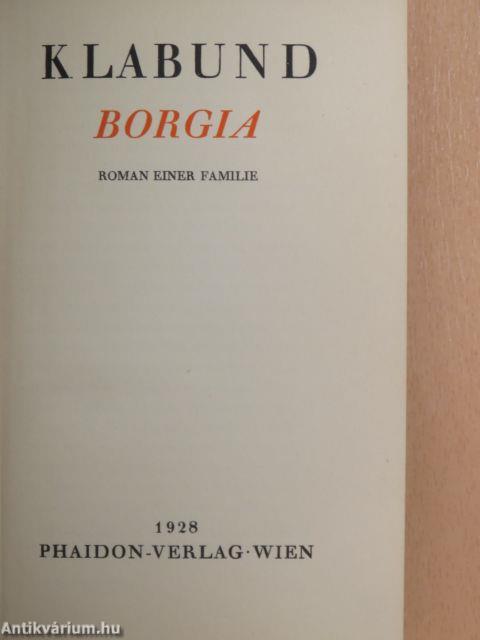 KLABUND
BORGIA
ROMAN EINER FAMILIE
1928
PHAIDON-VERLAG · WIEN
Antikvárium.hu